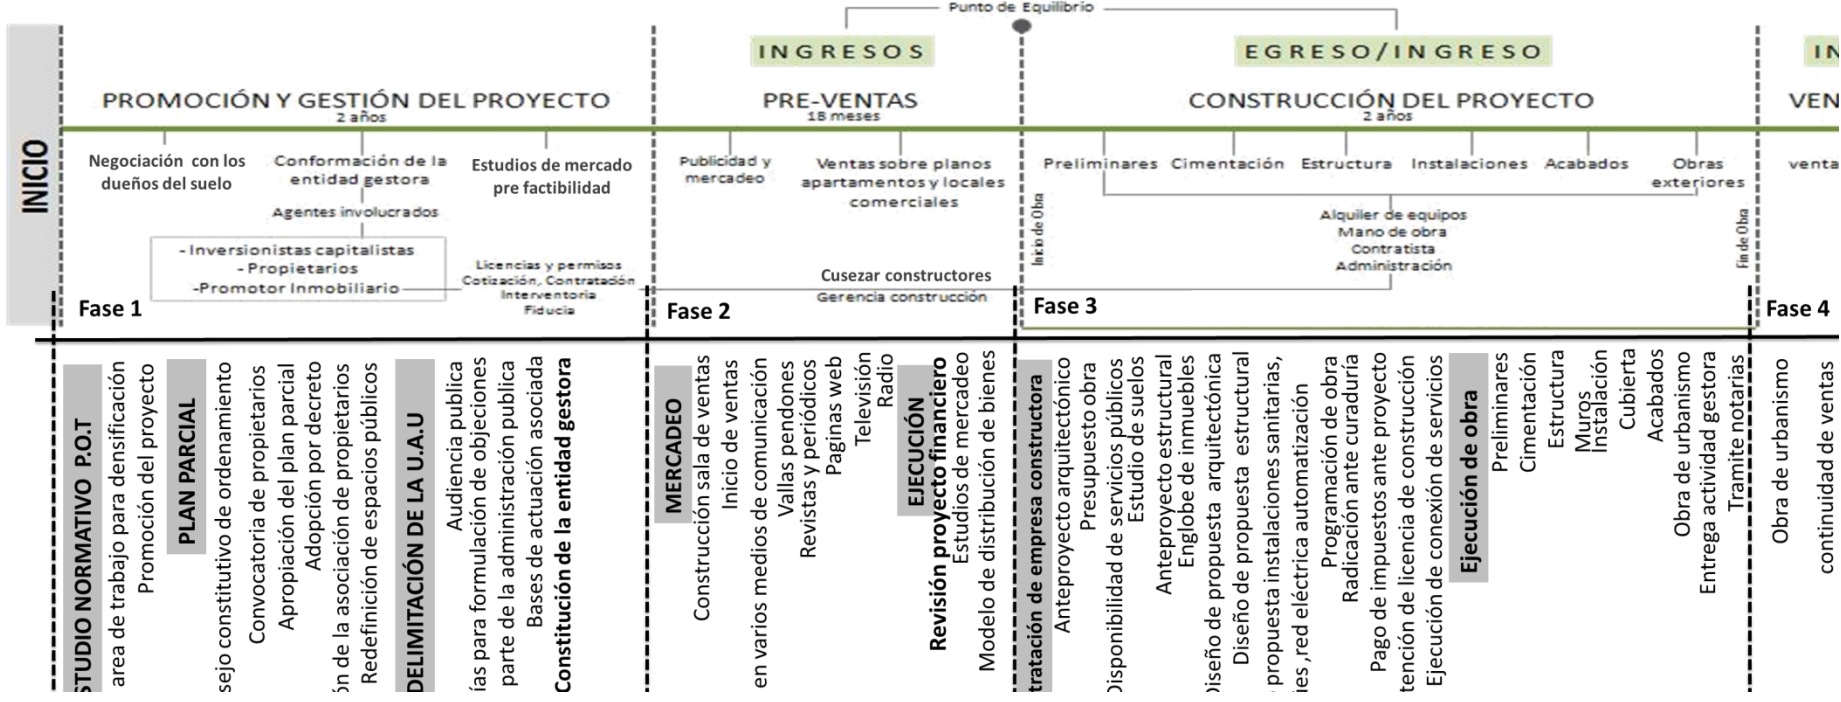 Punto de Equilibrio
INGRESOS
EGRESO/INGRESO
IN
INICIO
PROMOCIÓN Y GESTIÓN DEL PROYECTO
2 años
PRE-VENTAS
18 meses
CONSTRUCCIÓN DEL PROYECTO
2 años
VEN
Negociación con los
dueños del suelo
Conformación de la
entidad gestora
Estudios de mercado
pre factibilidad
Agentes involucrados
- Inversionistas capitalistas
- Propietarios
-Promotor Inmobiliario
Licencias y permisos
Cotización, Contratación
Interventoria
Fiducia
Publicidad y
mercadeo
Ventas sobre planos
apartamentos y locales
comerciales
Cusezar constructores
Gerencia construcción
Inicio de Obra
Preliminares
Cimentación
Estructura
Instalaciones
Acabados
Obras
exteriores
Alquiler de equipos
Mano de obra
Contratista
Administración
Fin de Obra
venta
Fase 1
Fase 2
Fase 3
Fase 4
STUDIO NORMATIVO P.O.T
area de trabajo para densificación
Promoción del proyecto
PLAN PARCIAL
sejo constitutivo de ordenamiento
Convocatoria de propietarios
Apropiación del plan parcial
Adopción por decreto
ón de la asociación de propietarios
Redefinición de espacios públicos
DELIMITACIÓN DE LA U.A.U
Audiencia publica
ías para formulación de objeciones
parte de la administración publica
Bases de actuación asociada
Constitución de la entidad gestora
MERCADEO
Construcción sala de ventas
Inicio de ventas
en varios medios de comunicación
Vallas pendones
Revistas y periódicos
Paginas web
Televisión
Radio
EJECUCIÓN
Revisión proyecto financiero
Estudios de mercadeo
Modelo de distribución de bienes
tratación de empresa constructora
Anteproyecto arquitectónico
Presupuesto obra
Disponibilidad de servicios públicos
Estudio de suelos
Anteproyecto estructural
Englobe de inmuebles
Diseño de propuesta arquitectónica
Diseño de propuesta estructural
propuesta instalaciones sanitarias,
es ,red eléctrica automatización
Programación de obra
Radicación ante curaduría
Pago de impuestos ante proyecto
tención de licencia de construcción
Ejecución de conexión de servicios
Ejecución de obra
Preliminares
Cimentación
Estructura
Muros
Instalación
Cubierta
Acabados
Obra de urbanismo
Entrega actividad gestora
Tramite notarias
Obra de urbanismo
continuidad de ventas